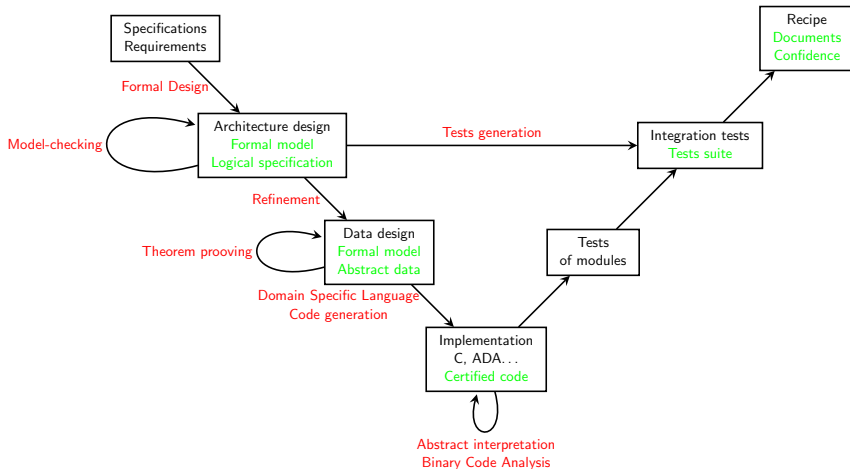 Specifications
Requirements
Recipe
Documents
Confidence
Formal Design
Architecture design
Formal model
Logical specification
Model-checking
Tests generation
Integration tests
Tests suite
Refinement
Data design
Formal model
Abstract data
Theorem prooving
Tests
of modules
Domain Specific Language
Code generation
Implementation
C, ADA...
Certified code
Abstract interpretation
Binary Code Analysis